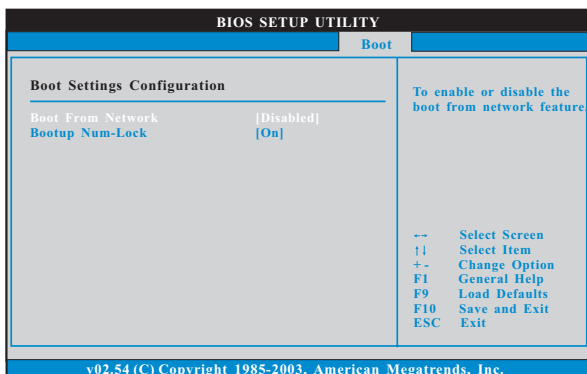 BIOS SETUP UTILITY
Boot
Boot Settings Configuration
Boot From Network [Disabled]
Bootup Num-Lock [On]
To enable or disable the
boot from network feature.
←→ Select Screen
↑↓ Select Item
+ - Change Option
F1 General Help
F9 Load Defaults
F10 Save and Exit
ESC Exit
v02.54 (C) Copyright 1985-2003, American Megatrends, Inc.